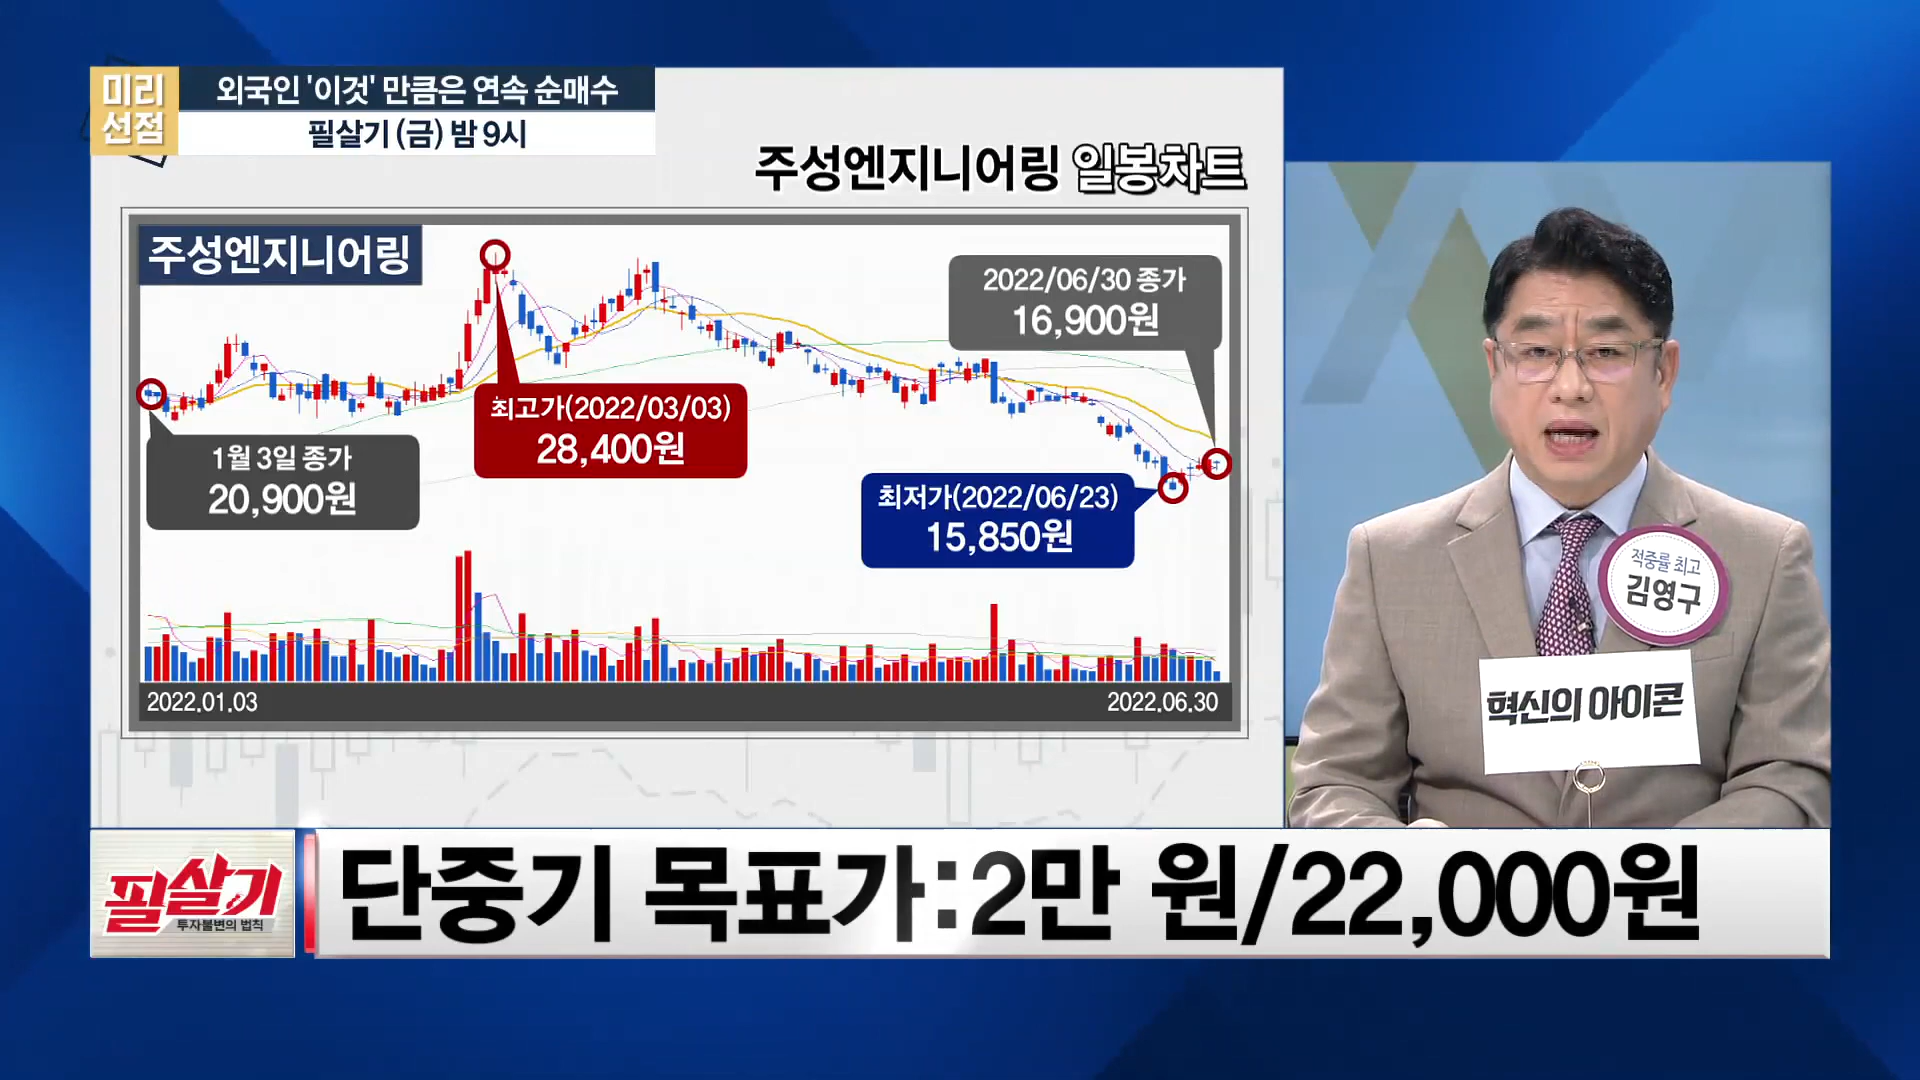 미리
선점
외국인 '이것' 만큼은 연속 순매수
필살기 (금) 밤 9시
주성엔지니어링 일봉차트
주성엔지니어링
2022/06/30 종가
16,900원
최고가(2022/03/03)
28,400원
1월 3일 종가
20,900원
최저가(2022/06/23)
15,850원
2022.01.03
2022.06.30
적중률 최고
김영구
혁신의 아이콘
필살기
투자불변의 법칙
단중기 목표가:2만 원/22,000원